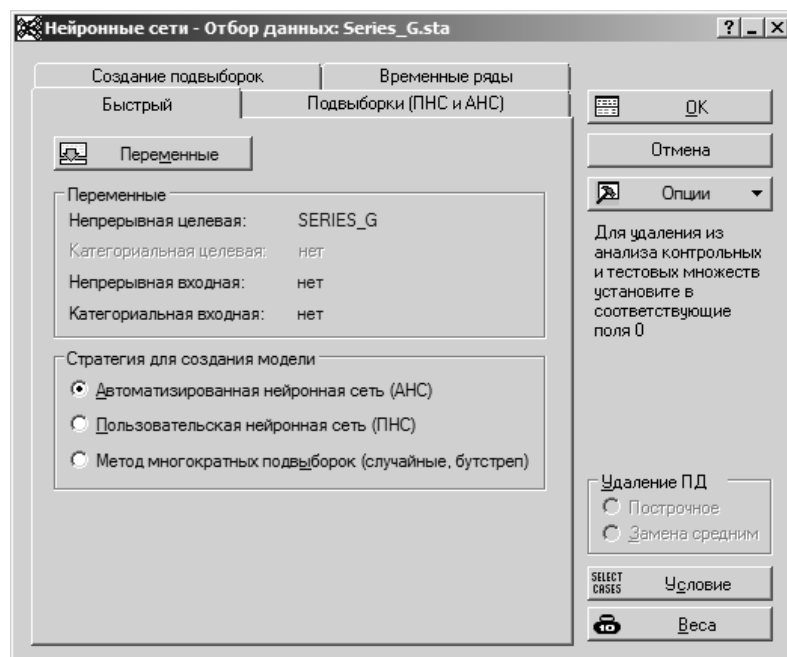 Нейронные сети - Отбор данных: Series_G.sta
Создание подвыборок
Временные ряды
Быстрый
Подвыборки (ПНС и АНС)
Переменные
Переменные
Непрерывная целевая: SERIES_G
Категориальная целевая: нет
Непрерывная входная: нет
Категориальная входная: нет
Стратегия для создания модели
Автоматизированная нейронная сеть (АНС)
Пользовательская нейронная сеть (ПНС)
Метод многократных подвыборок (случайные, бутстреп)
OK
Отмена
Опции
Для удаления из
анализа контрольных
и тестовых множеств
установите в
соответствующие
поля 0
Удаление ПД
Построчное
Замена средним
SELECT
CASES
Условие
10
Веса